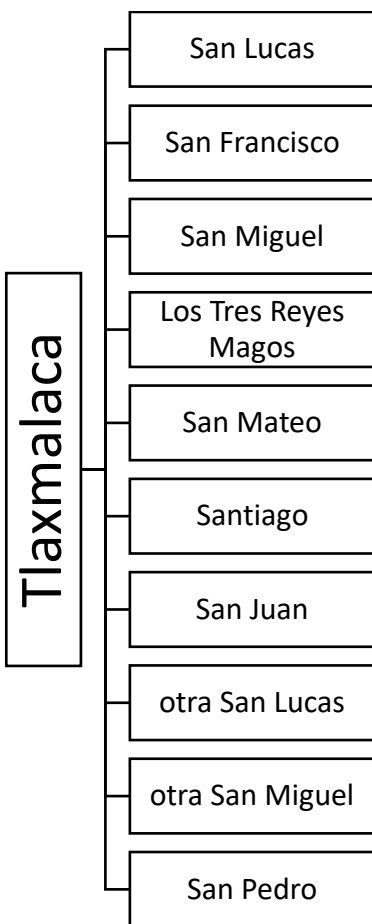 Tlaxmalaca
San Lucas
San Francisco
San Miguel
Los Tres Reyes
Magos
San Mateo
Santiago
San Juan
otra San Lucas
otra San Miguel
San Pedro